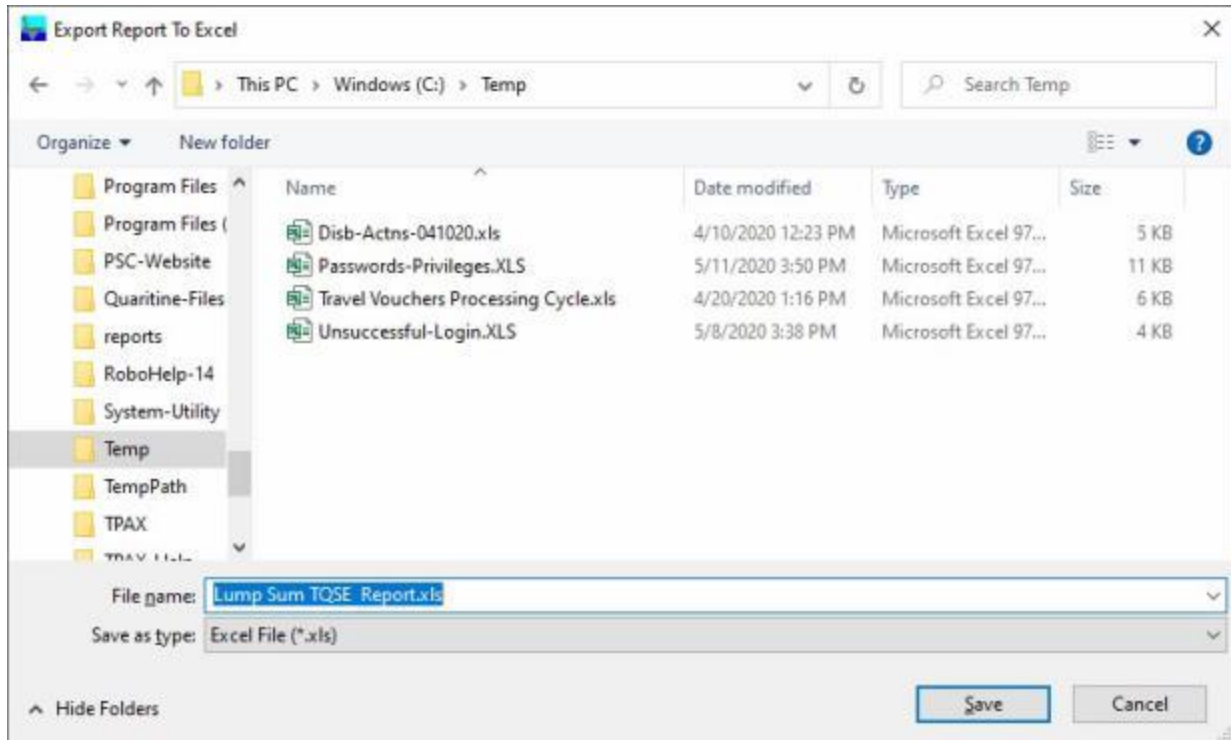 Export Report To Excel
This PC > Windows (C:) > Temp
Search Temp
Organize
New folder
Name Date modified Type Size
Program Files
Program Files (
PSC-Website
Quaritine-Files
reports
RoboHelp-14
System-Utility
Temp
TempPath
TPAX
Disb-Actns-041020.xls 4/10/2020 12:23 PM Microsoft Excel 97... 5 KB
Passwords-Privileges.XLS 5/11/2020 3:50 PM Microsoft Excel 97... 11 KB
Travel Vouchers Processing Cycle.xls 4/20/2020 1:16 PM Microsoft Excel 97... 6 KB
Unsuccessful-Login.XLS 5/8/2020 3:38 PM Microsoft Excel 97... 4 KB
File name: Lump Sum TQSE Report.xls
Save as type: Excel File (*.xls)
Hide Folders
Save
Cancel